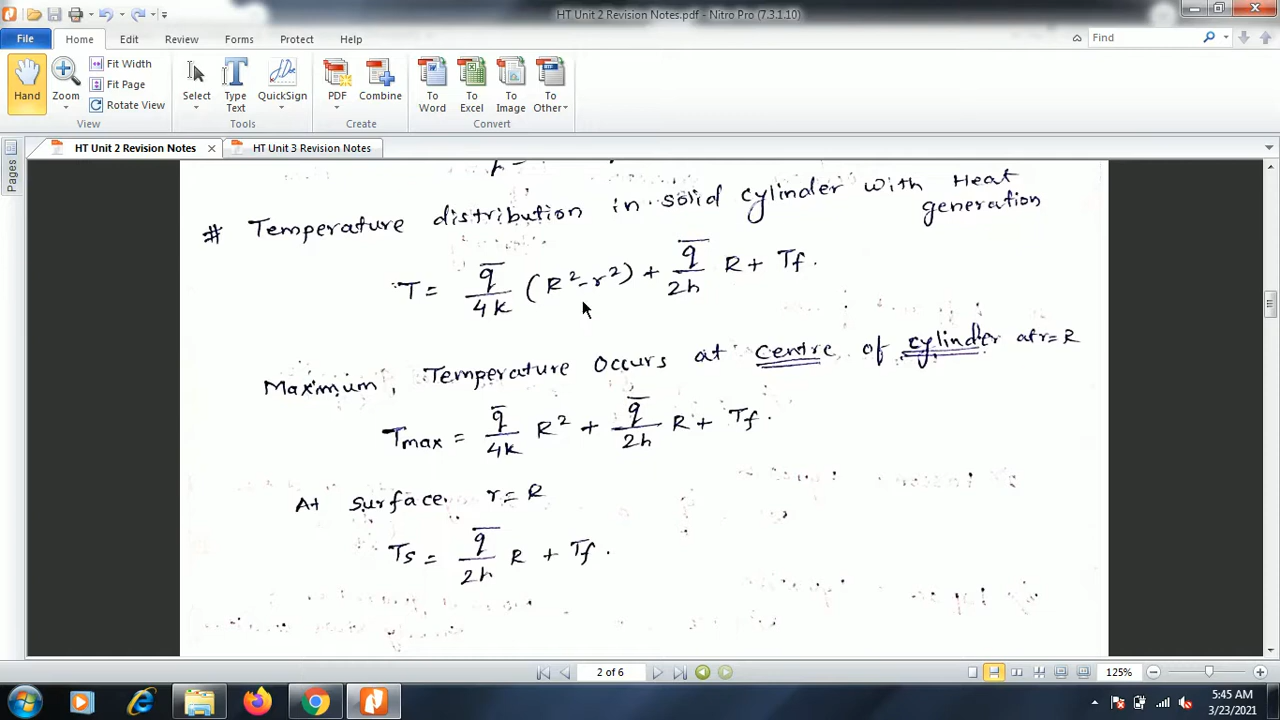 HT Unit 2 Revision Notes.pdf - Nitro Pro (7.3.1.10)
File Home Edit Review Forms Protect Help
Find
Hand
Zoom
Fit Width
Fit Page
Rotate View
View
Select
Type Text
QuickSign
Tools
PDF
Combine
Create
To Word
To Excel
To Image
To Other
Convert
HT Unit 2 Revision Notes
HT Unit 3 Revision Notes
Pages
# Temperature distribution in solid cylinder with Heat generation
T = q̅/4k (R²-r²) + q̅/2h R + Tf.
Maximum, Temperature occurs at centre of cylinder at r=R
Tmax = q̅/4k R² + q̅/2h R + Tf.
At surface. r=R
Ts = q̅/2h R + Tf.
2 of 6
125%
5:45 AM
3/23/2021